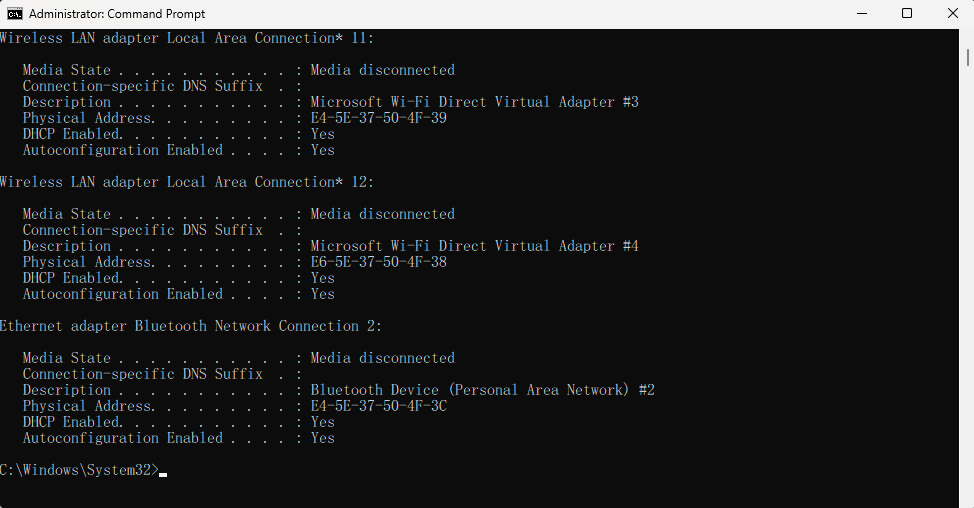 Administrator: Command Prompt
Wireless LAN adapter Local Area Connection* 11:
Media State . . . . . . . . . . . : Media disconnected
Connection-specific DNS Suffix  . :
Description . . . . . . . . . . . : Microsoft Wi-Fi Direct Virtual Adapter #3
Physical Address. . . . . . . . . : E4-5E-37-50-4F-39
DHCP Enabled. . . . . . . . . . . : Yes
Autoconfiguration Enabled . . . . : Yes
Wireless LAN adapter Local Area Connection* 12:
Media State . . . . . . . . . . . : Media disconnected
Connection-specific DNS Suffix  . :
Description . . . . . . . . . . . : Microsoft Wi-Fi Direct Virtual Adapter #4
Physical Address. . . . . . . . . : E6-5E-37-50-4F-38
DHCP Enabled. . . . . . . . . . . : Yes
Autoconfiguration Enabled . . . . : Yes
Ethernet adapter Bluetooth Network Connection 2:
Media State . . . . . . . . . . . : Media disconnected
Connection-specific DNS Suffix  . :
Description . . . . . . . . . . . : Bluetooth Device (Personal Area Network) #2
Physical Address. . . . . . . . . : E4-5E-37-50-4F-3C
DHCP Enabled. . . . . . . . . . . : Yes
Autoconfiguration Enabled . . . . : Yes
C:\Windows\System32>